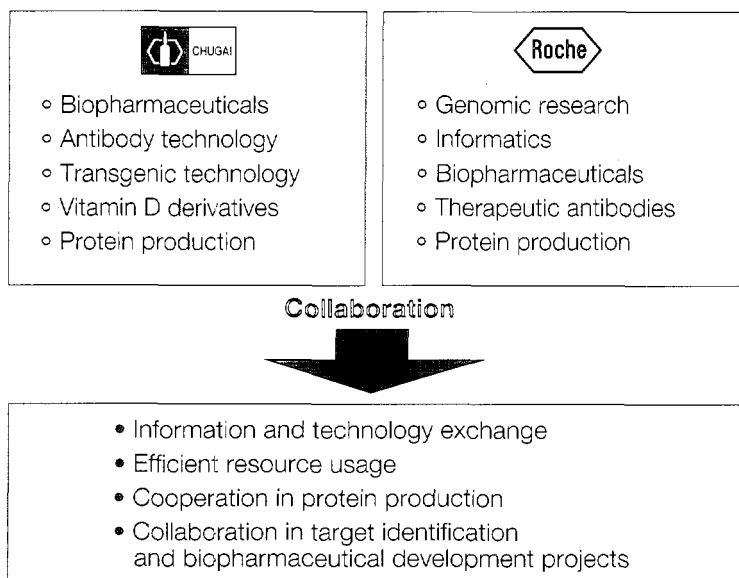 CHUGAI
◦ Biopharmaceuticals
◦ Antibody technology
◦ Transgenic technology
◦ Vitamin D derivatives
◦ Protein production
Roche
◦ Genomic research
◦ Informatics
◦ Biopharmaceuticals
◦ Therapeutic antibodies
◦ Protein production
Collaboration
• Information and technology exchange
• Efficient resource usage
• Cooperation in protein production
• Collaboration in target identification
and biopharmaceutical development projects